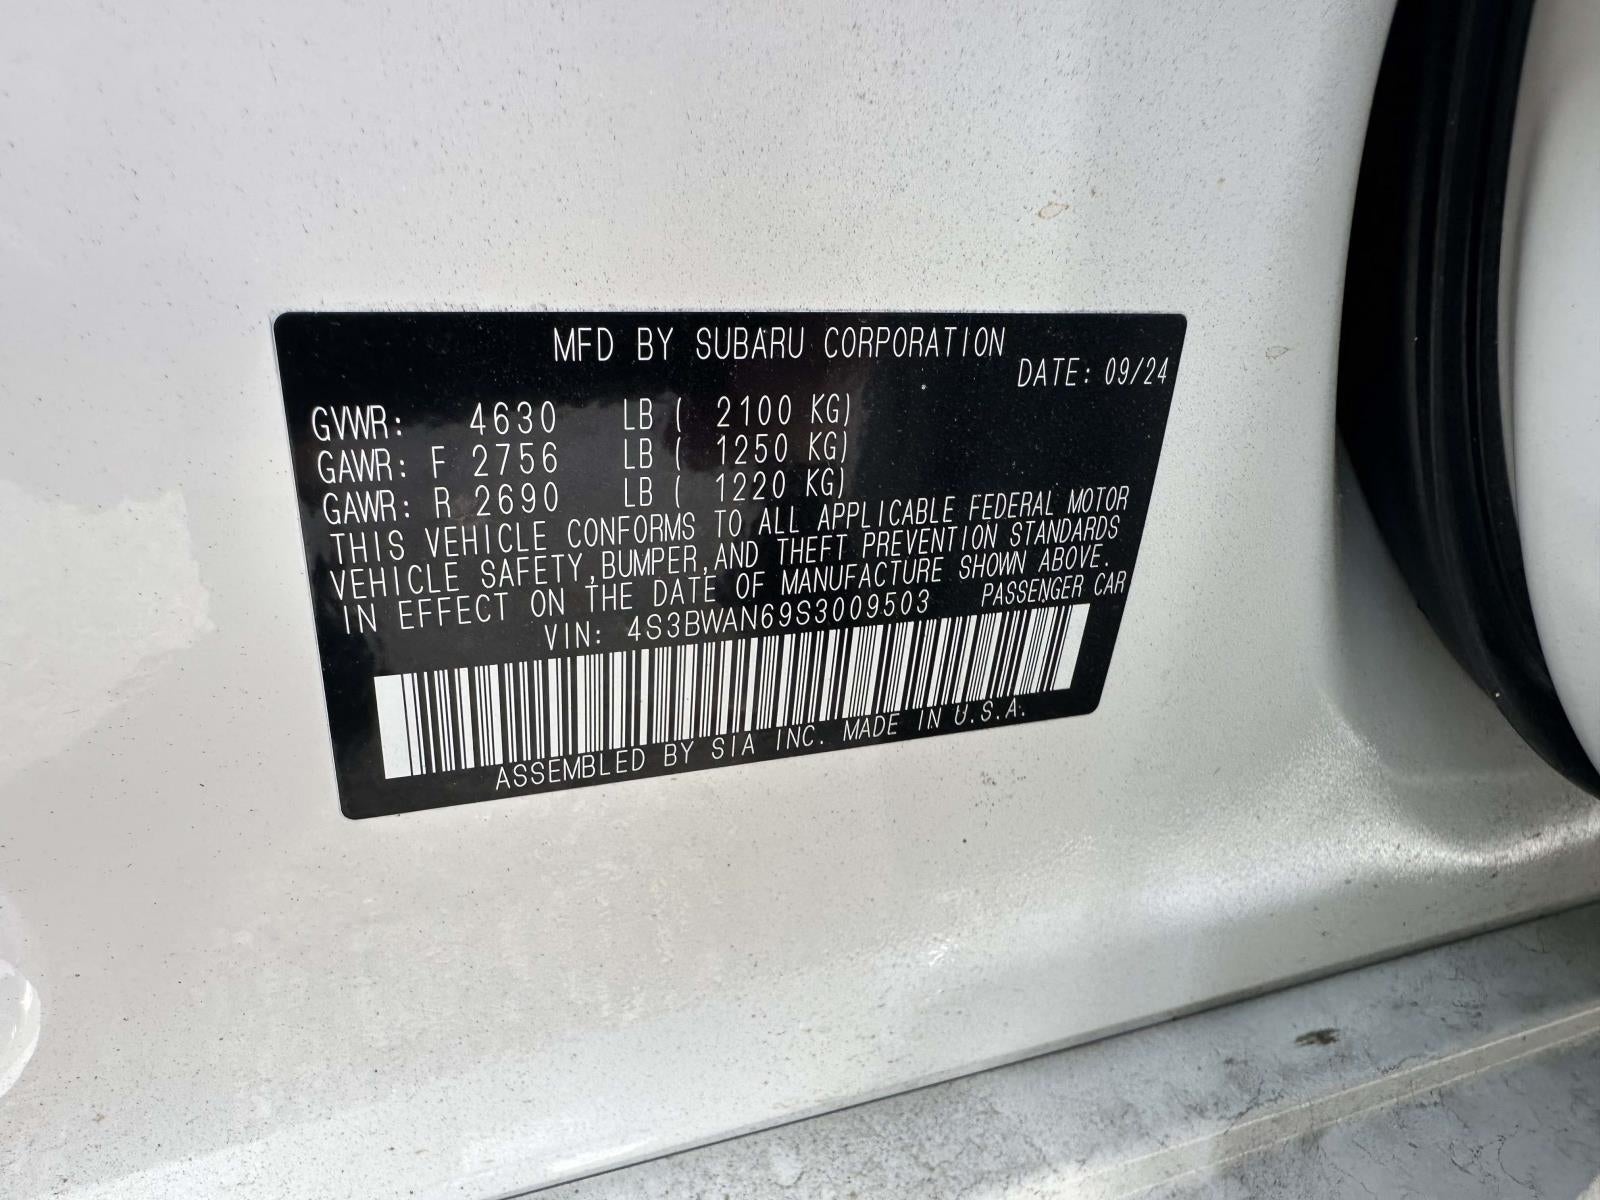 MFD BY SUBARU CORPORATION
DATE: 09/24
GVWR: 4630 LB ( 2100 KG)
GAWR: F 2756 LB ( 1250 KG)
GAWR: R 2690 LB ( 1220 KG)
THIS VEHICLE CONFORMS TO ALL APPLICABLE FEDERAL MOTOR
VEHICLE SAFETY,BUMPER,AND THEFT PREVENTION STANDARDS
IN EFFECT ON THE DATE OF MANUFACTURE SHOWN ABOVE.
VIN: 4S3BWAN69S3009503 PASSENGER CAR
ASSEMBLED BY SIA INC. MADE IN U.S.A.